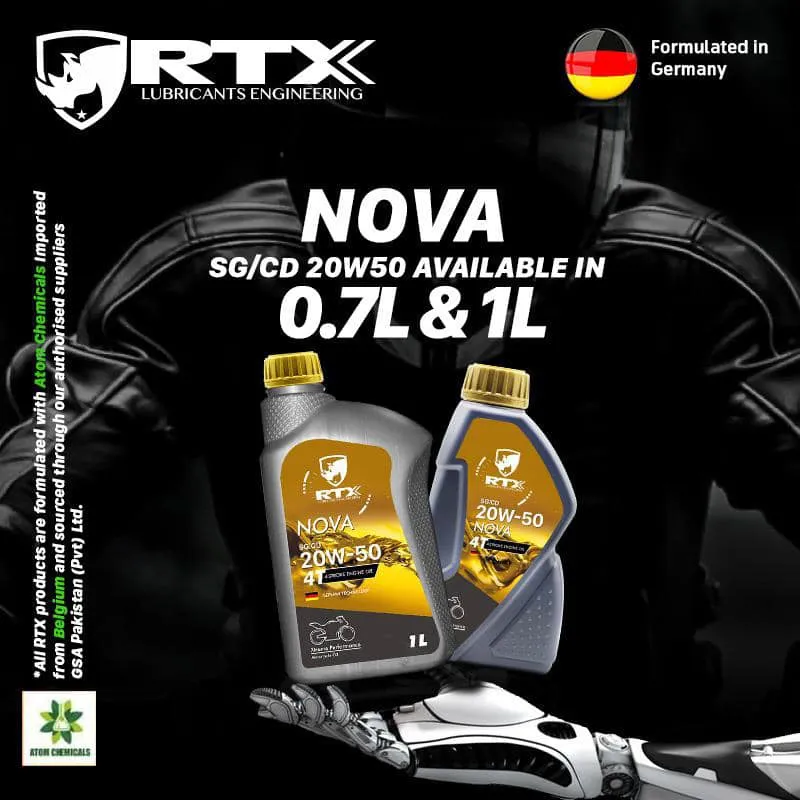 RTX
LUBRICANTS ENGINEERING
Formulated in
Germany
NOVA
SG/CD 20W50 AVAILABLE IN
0.7L & 1L
*All RTX products are formulated with Atom Chemicals Imported
from Belgium and sourced through our authorised suppliers
GSA Pakistan (Pvt) Ltd.
ATOM CHEMICALS
RTX
NOVA
SG/CD
20W-50
4T
4 STROKE ENGINE OIL
GERMAN TECHNOLOGY
Xtreme Performance
Motorcycle Oil
1 L
RTX
SG/CD
20W-50
NOVA
4T
4 STROKE ENGINE OIL